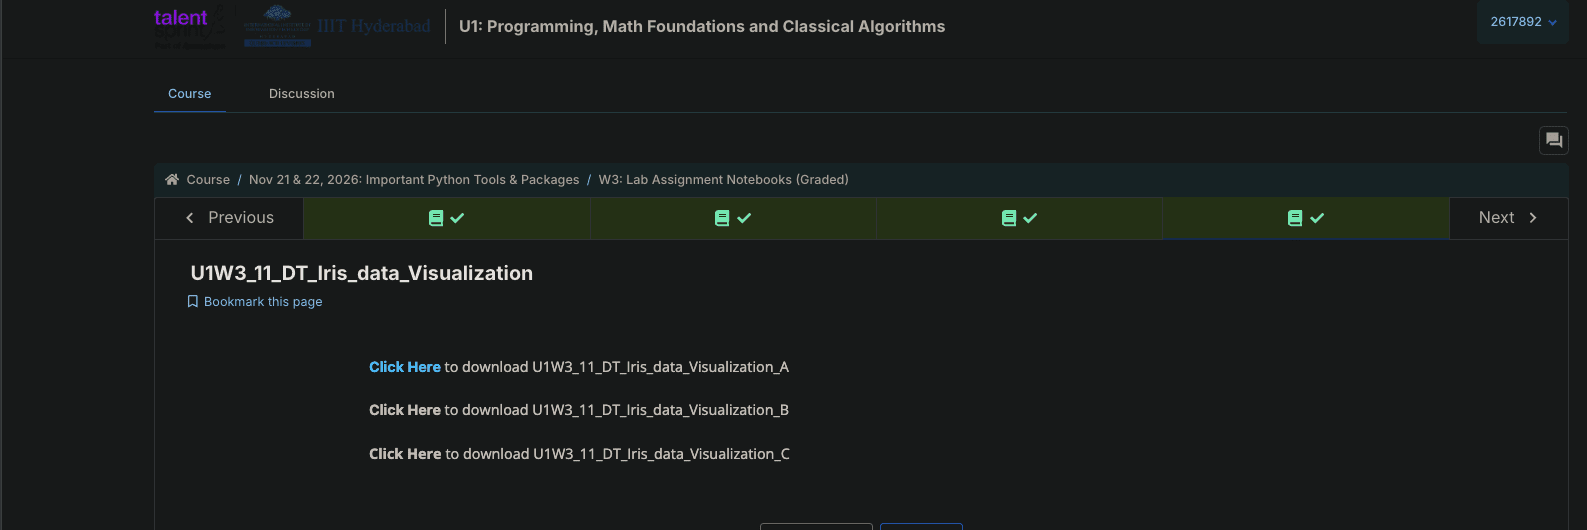 talent
IIIT Hyderabad
U1: Programming, Math Foundations and Classical Algorithms
2617892
Course
Discussion
Course / Nov 21 & 22, 2026: Important Python Tools & Packages / W3: Lab Assignment Notebooks (Graded)
Previous
Next
U1W3_11_DT_Iris_data_Visualization
Bookmark this page
Click Here to download U1W3_11_DT_Iris_data_Visualization_A
Click Here to download U1W3_11_DT_Iris_data_Visualization_B
Click Here to download U1W3_11_DT_Iris_data_Visualization_C